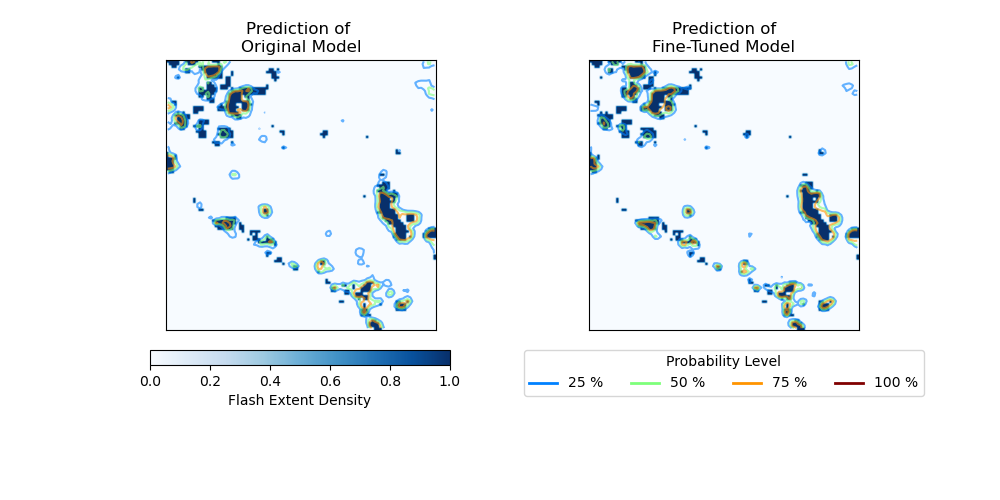 Prediction of
Original Model
Prediction of
Fine-Tuned Model
0.0 0.2 0.4 0.6 0.8 1.0
Flash Extent Density
Probability Level
25 % 50 % 75 % 100 %